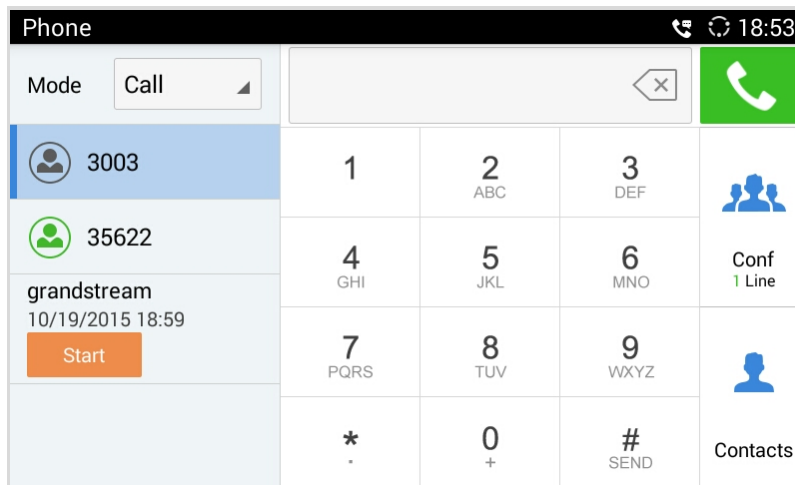 Phone 18:53
Mode Call
3003
35622
grandstream
10/19/2015 18:59
Start
1 2 3
ABC DEF
4 5 6
GHI JKL MNO
7 8 9
PQRS TUV WXYZ
* 0 #
. + SEND
Conf
1 Line
Contacts